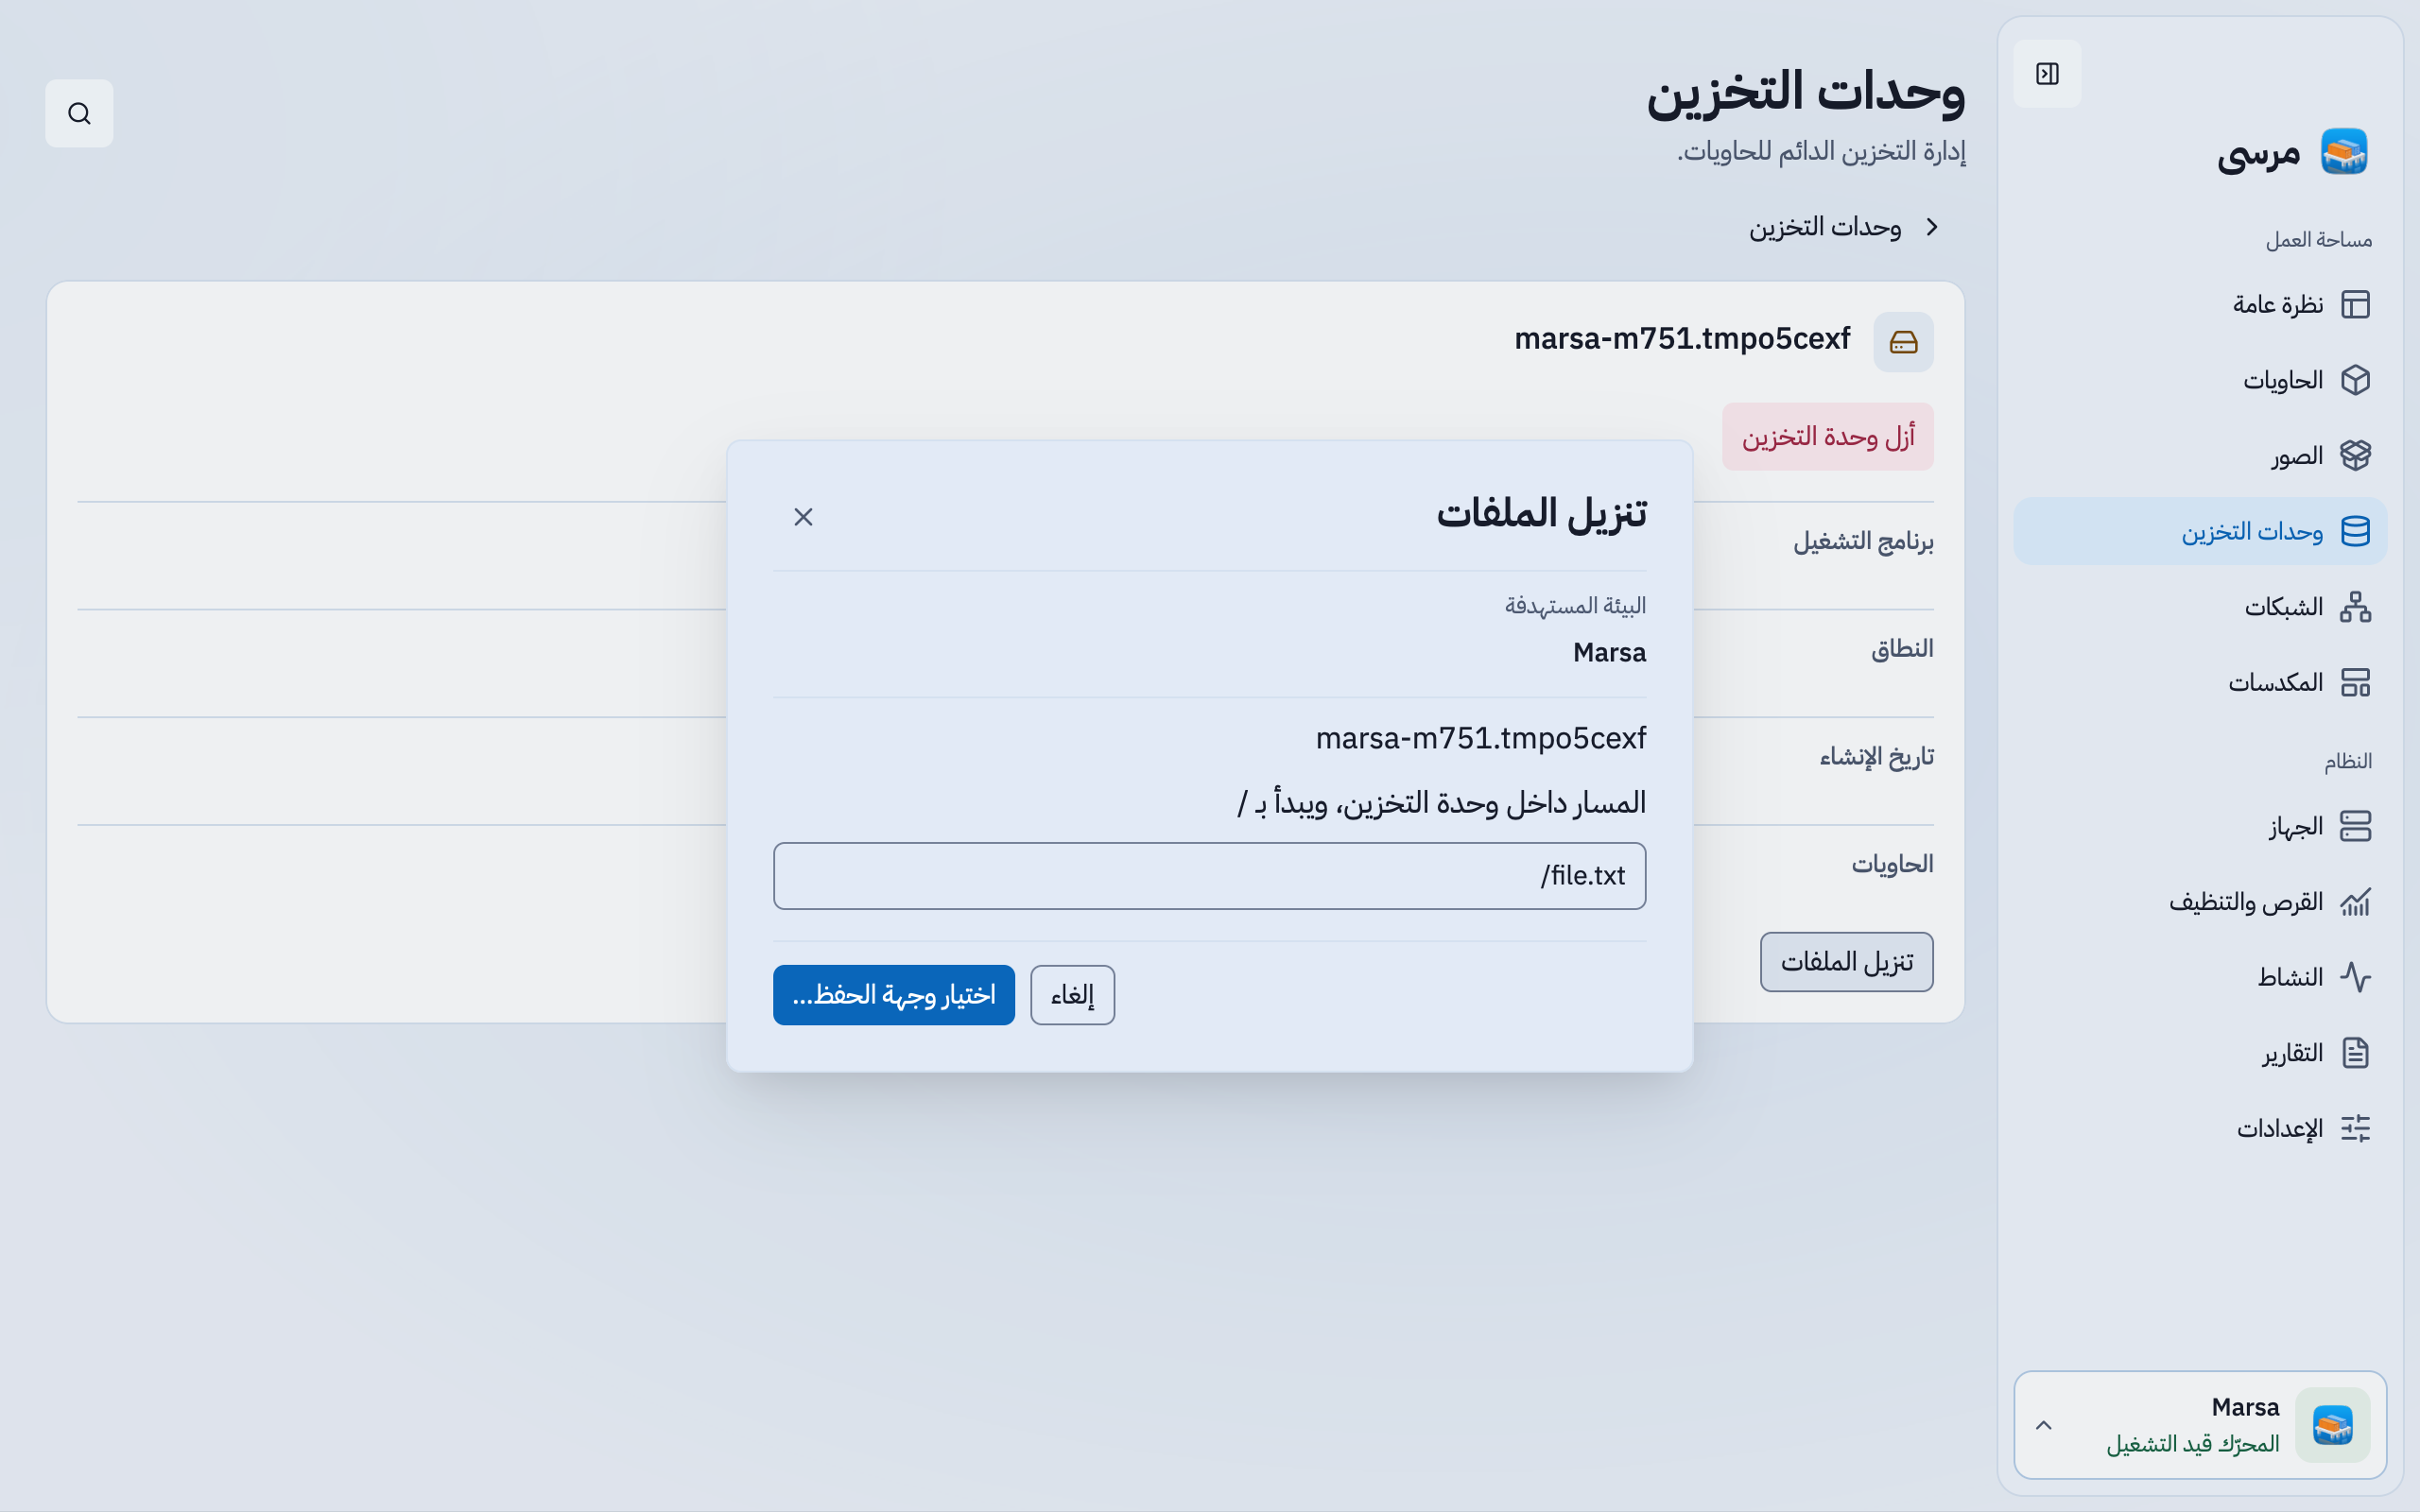 مرسى
مساحة العمل
نظرة عامة
الحاويات
الصور
وحدات التخزين
الشبكات
المكدسات
النظام
الجهاز
القرص والتنظيف
النشاط
التقارير
الإعدادات
Marsa
المحرّك قيد التشغيل
وحدات التخزين
إدارة التخزين الدائم للحاويات.
وحدات التخزين
marsa-m751.tmpo5cexf
أزل وحدة التخزين
برنامج التشغيل
النطاق
تاريخ الإنشاء
الحاويات
تنزيل الملفات
تنزيل الملفات
البيئة المستهدفة
Marsa
marsa-m751.tmpo5cexf
المسار داخل وحدة التخزين، ويبدأ بـ /
/file.txt
إلغاء
اختيار وجهة الحفظ...